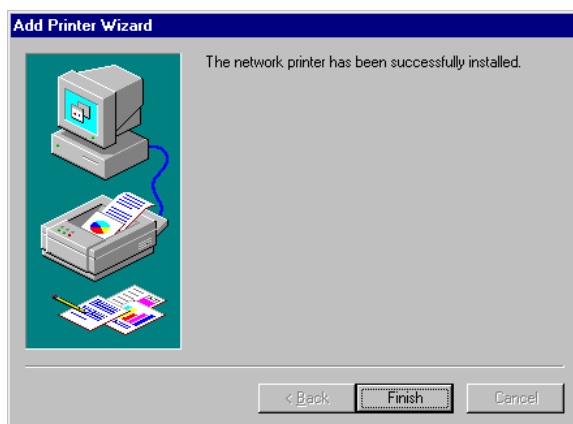 Add Printer Wizard
The network printer has been successfully installed.
< Back
Finish
Cancel